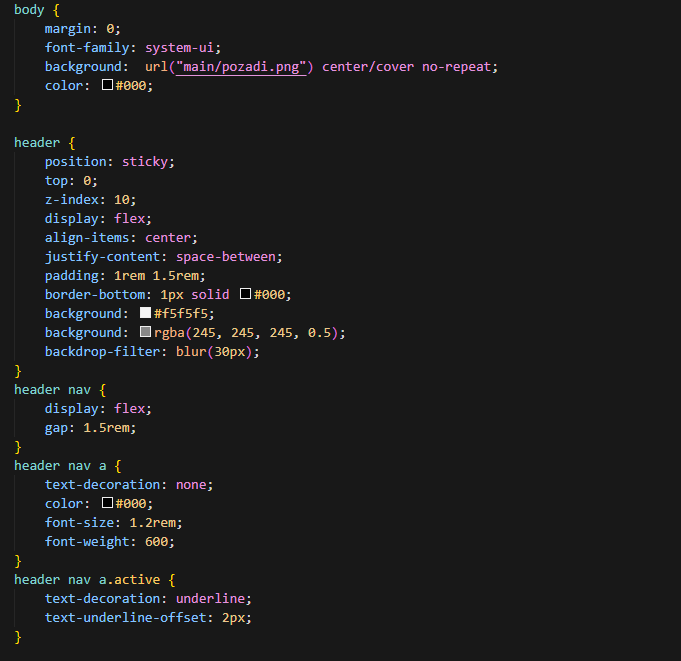 body {
    margin: 0;
    font-family: system-ui;
    background:  url("main/pozadi.png") center/cover no-repeat;
    color: #000;
}

header {
    position: sticky;
    top: 0;
    z-index: 10;
    display: flex;
    align-items: center;
    justify-content: space-between;
    padding: 1rem 1.5rem;
    border-bottom: 1px solid #000;
    background: #f5f5f5;
    background: rgba(245, 245, 245, 0.5);
    backdrop-filter: blur(30px);
}
header nav {
    display: flex;
    gap: 1.5rem;
}
header nav a {
    text-decoration: none;
    color: #000;
    font-size: 1.2rem;
    font-weight: 600;
}
header nav a.active {
    text-decoration: underline;
    text-underline-offset: 2px;
}